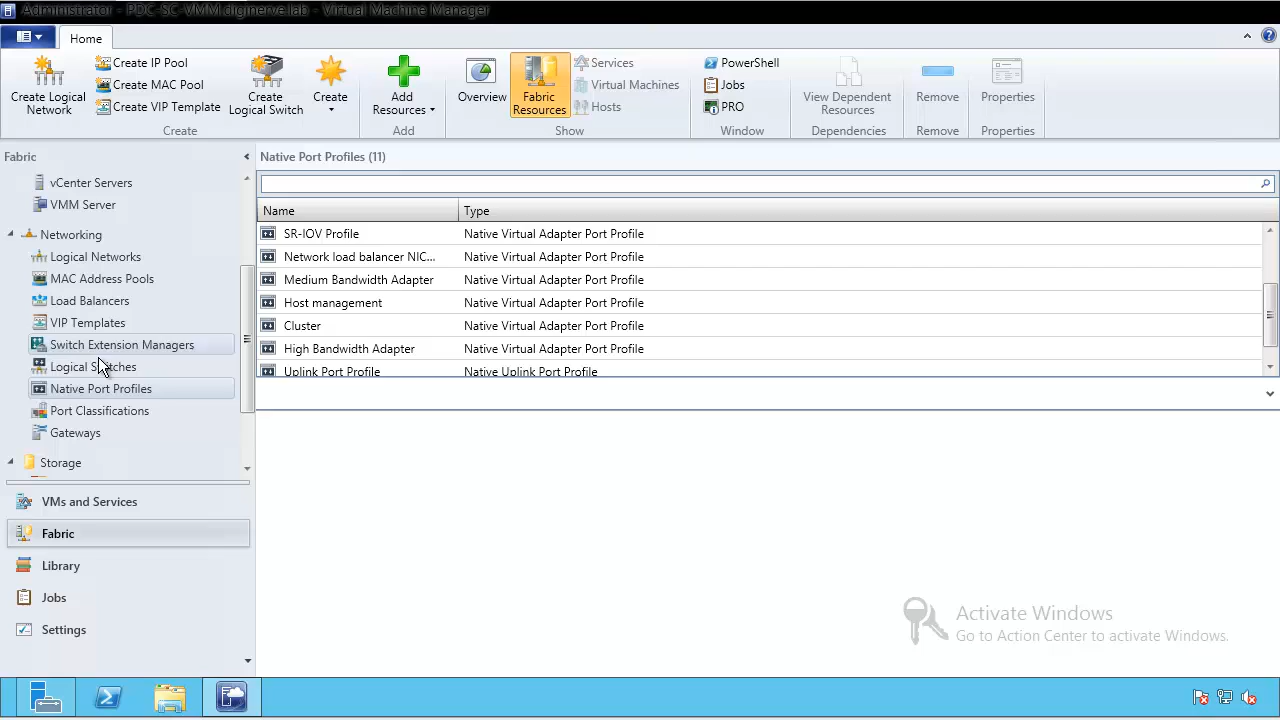 Administrator - PDC-SC-VMM.diginerve.lab - Virtual Machine Manager
Home
Create Logical Network
Create IP Pool
Create MAC Pool
Create VIP Template
Create Logical Switch
Create
Create
Add Resources
Add
Overview
Fabric Resources
Services
Virtual Machines
Hosts
Show
PowerShell
Jobs
PRO
Window
View Dependent Resources
Dependencies
Remove
Remove
Properties
Properties
Fabric
vCenter Servers
VMM Server
Networking
Logical Networks
MAC Address Pools
Load Balancers
VIP Templates
Switch Extension Managers
Logical Switches
Native Port Profiles
Port Classifications
Gateways
Storage
VMs and Services
Fabric
Library
Jobs
Settings
Native Port Profiles (11)
Name Type
SR-IOV Profile Native Virtual Adapter Port Profile
Network load balancer NIC... Native Virtual Adapter Port Profile
Medium Bandwidth Adapter Native Virtual Adapter Port Profile
Host management Native Virtual Adapter Port Profile
Cluster Native Virtual Adapter Port Profile
High Bandwidth Adapter Native Virtual Adapter Port Profile
Uplink Port Profile Native Uplink Port Profile
Activate Windows
Go to Action Center to activate Windows.